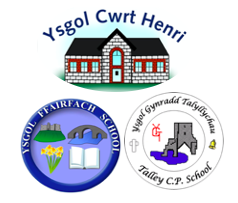 Ysgol Cwrt Henri
YSGOL FFAIRFACH SCHOOL
Ysgol Gynradd Talyllychau
Talley C.P. School